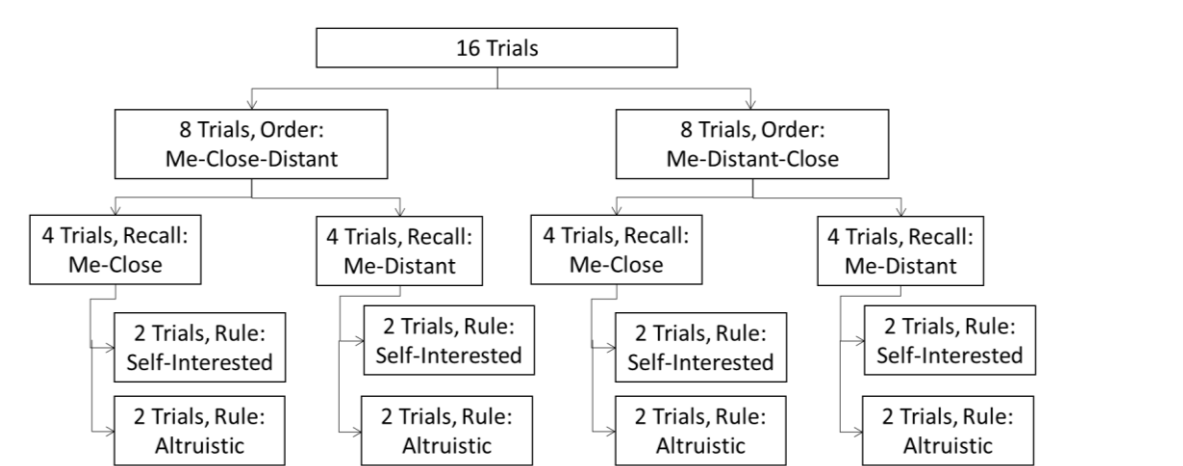 16 Trials
8 Trials, Order:
Me-Close-Distant
8 Trials, Order:
Me-Distant-Close
4 Trials, Recall:
Me-Close
4 Trials, Recall:
Me-Distant
4 Trials, Recall:
Me-Close
4 Trials, Recall:
Me-Distant
2 Trials, Rule:
Self-Interested
2 Trials, Rule:
Self-Interested
2 Trials, Rule:
Self-Interested
2 Trials, Rule:
Self-Interested
2 Trials, Rule:
Altruistic
2 Trials, Rule:
Altruistic
2 Trials, Rule:
Altruistic
2 Trials, Rule:
Altruistic